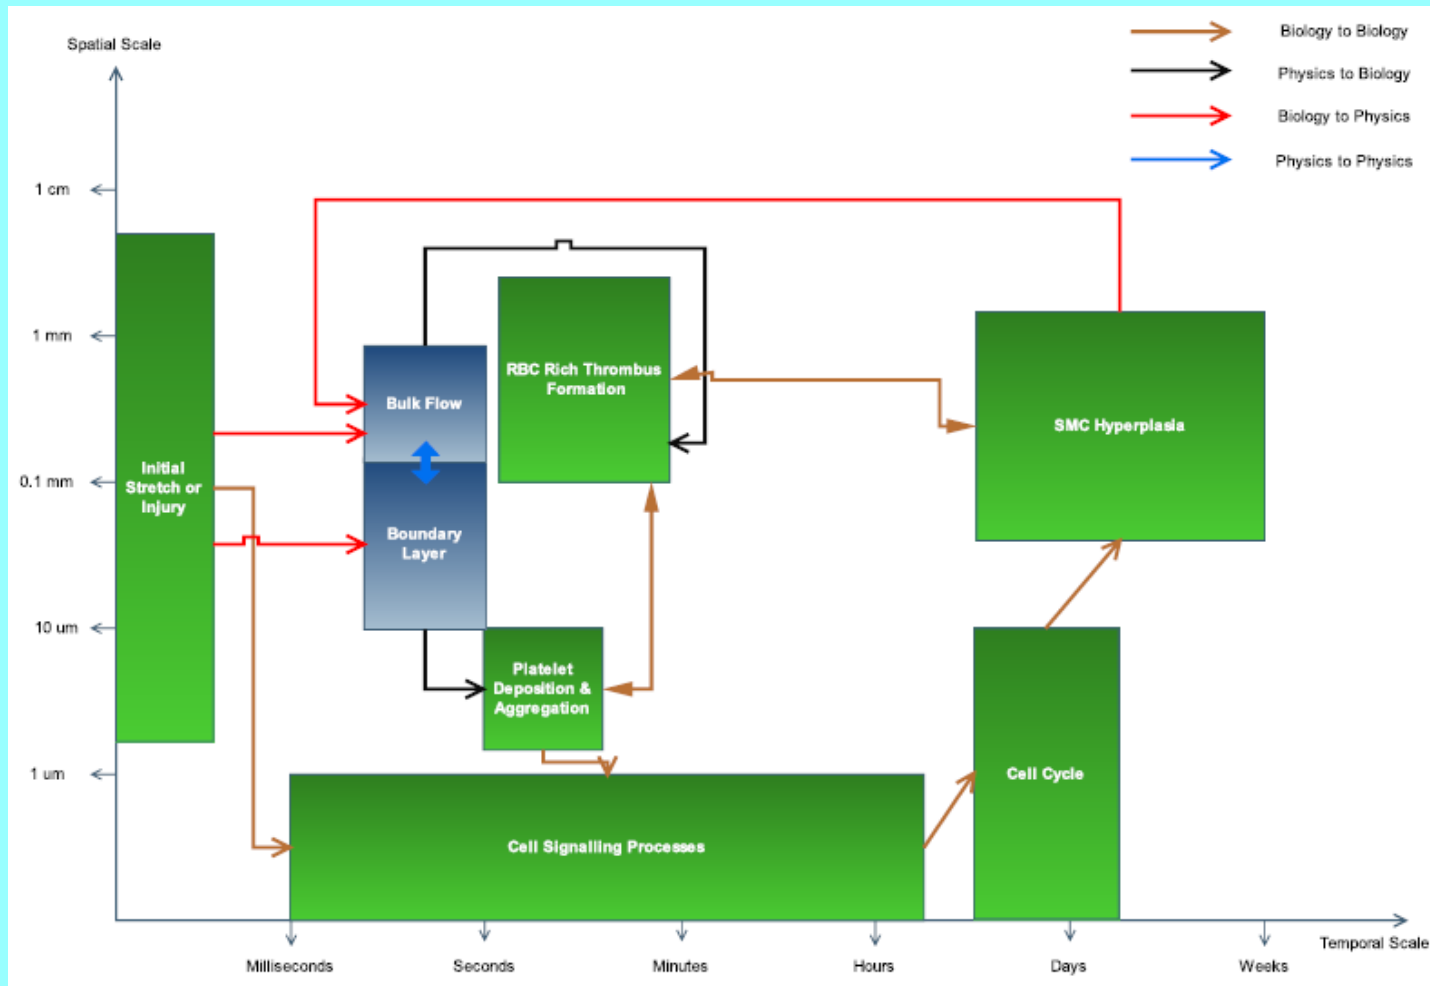 Spatial Scale
Biology to Biology
Physics to Biology
Biology to Physics
Physics to Physics
1 cm
1 mm
0.1 mm
10 um
1 um
Initial
Stretch or
Injury
Bulk Flow
Boundary
Layer
RBC Rich Thrombus
Formation
SMC Hyperplasia
Platelet
Deposition &
Aggregation
Cell Cycle
Cell Signalling Processes
Temporal Scale
Milliseconds
Seconds
Minutes
Hours
Days
Weeks